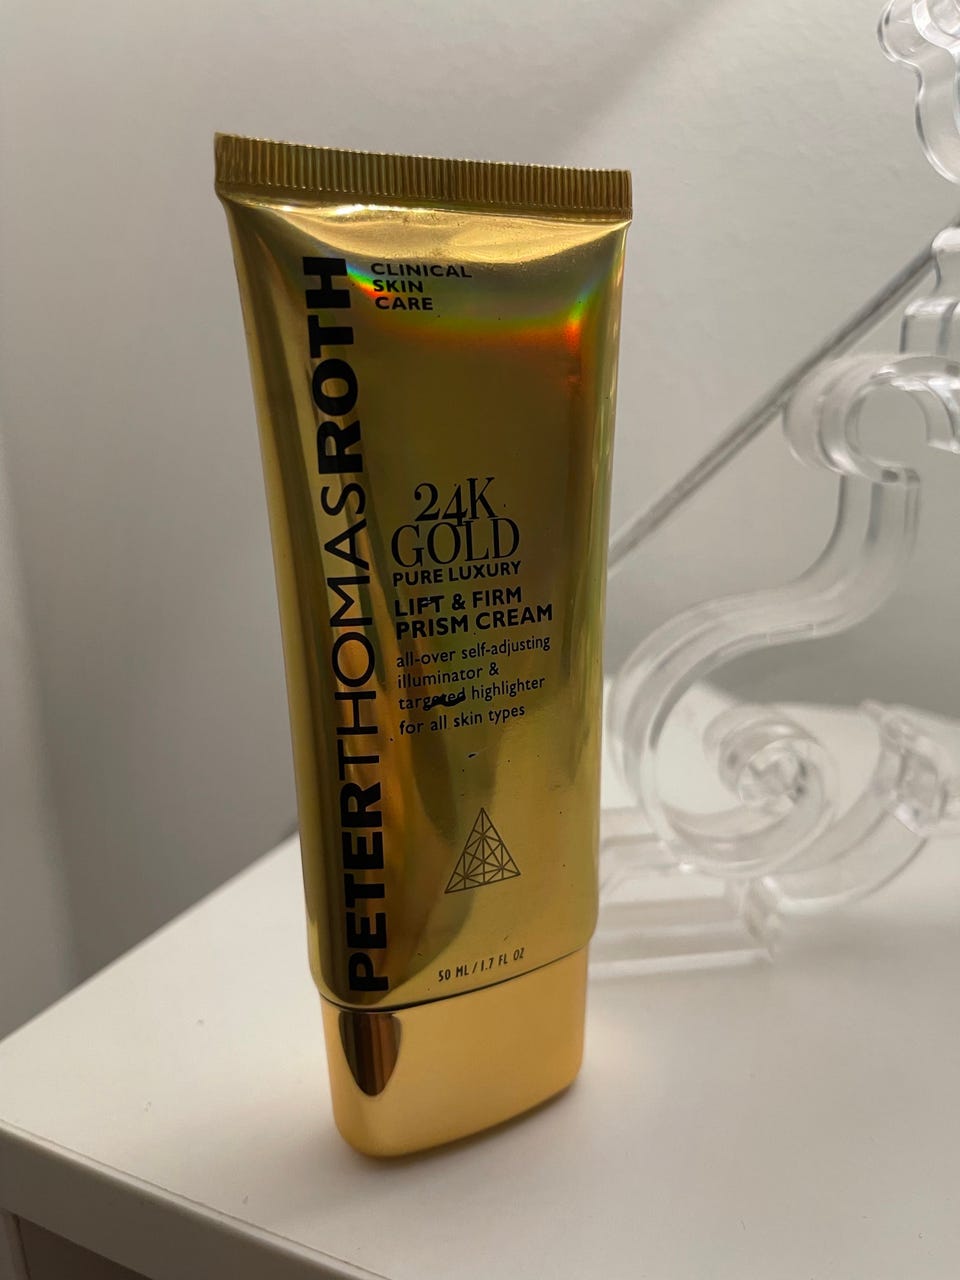 PETERTHOMASROTH
CLINICAL
SKIN
CARE
24K
GOLD
PURE LUXURY
LIFT & FIRM
PRISM CREAM
all-over self-adjusting
illuminator &
targeted highlighter
for all skin types
50 ML / 1.7 FL OZ